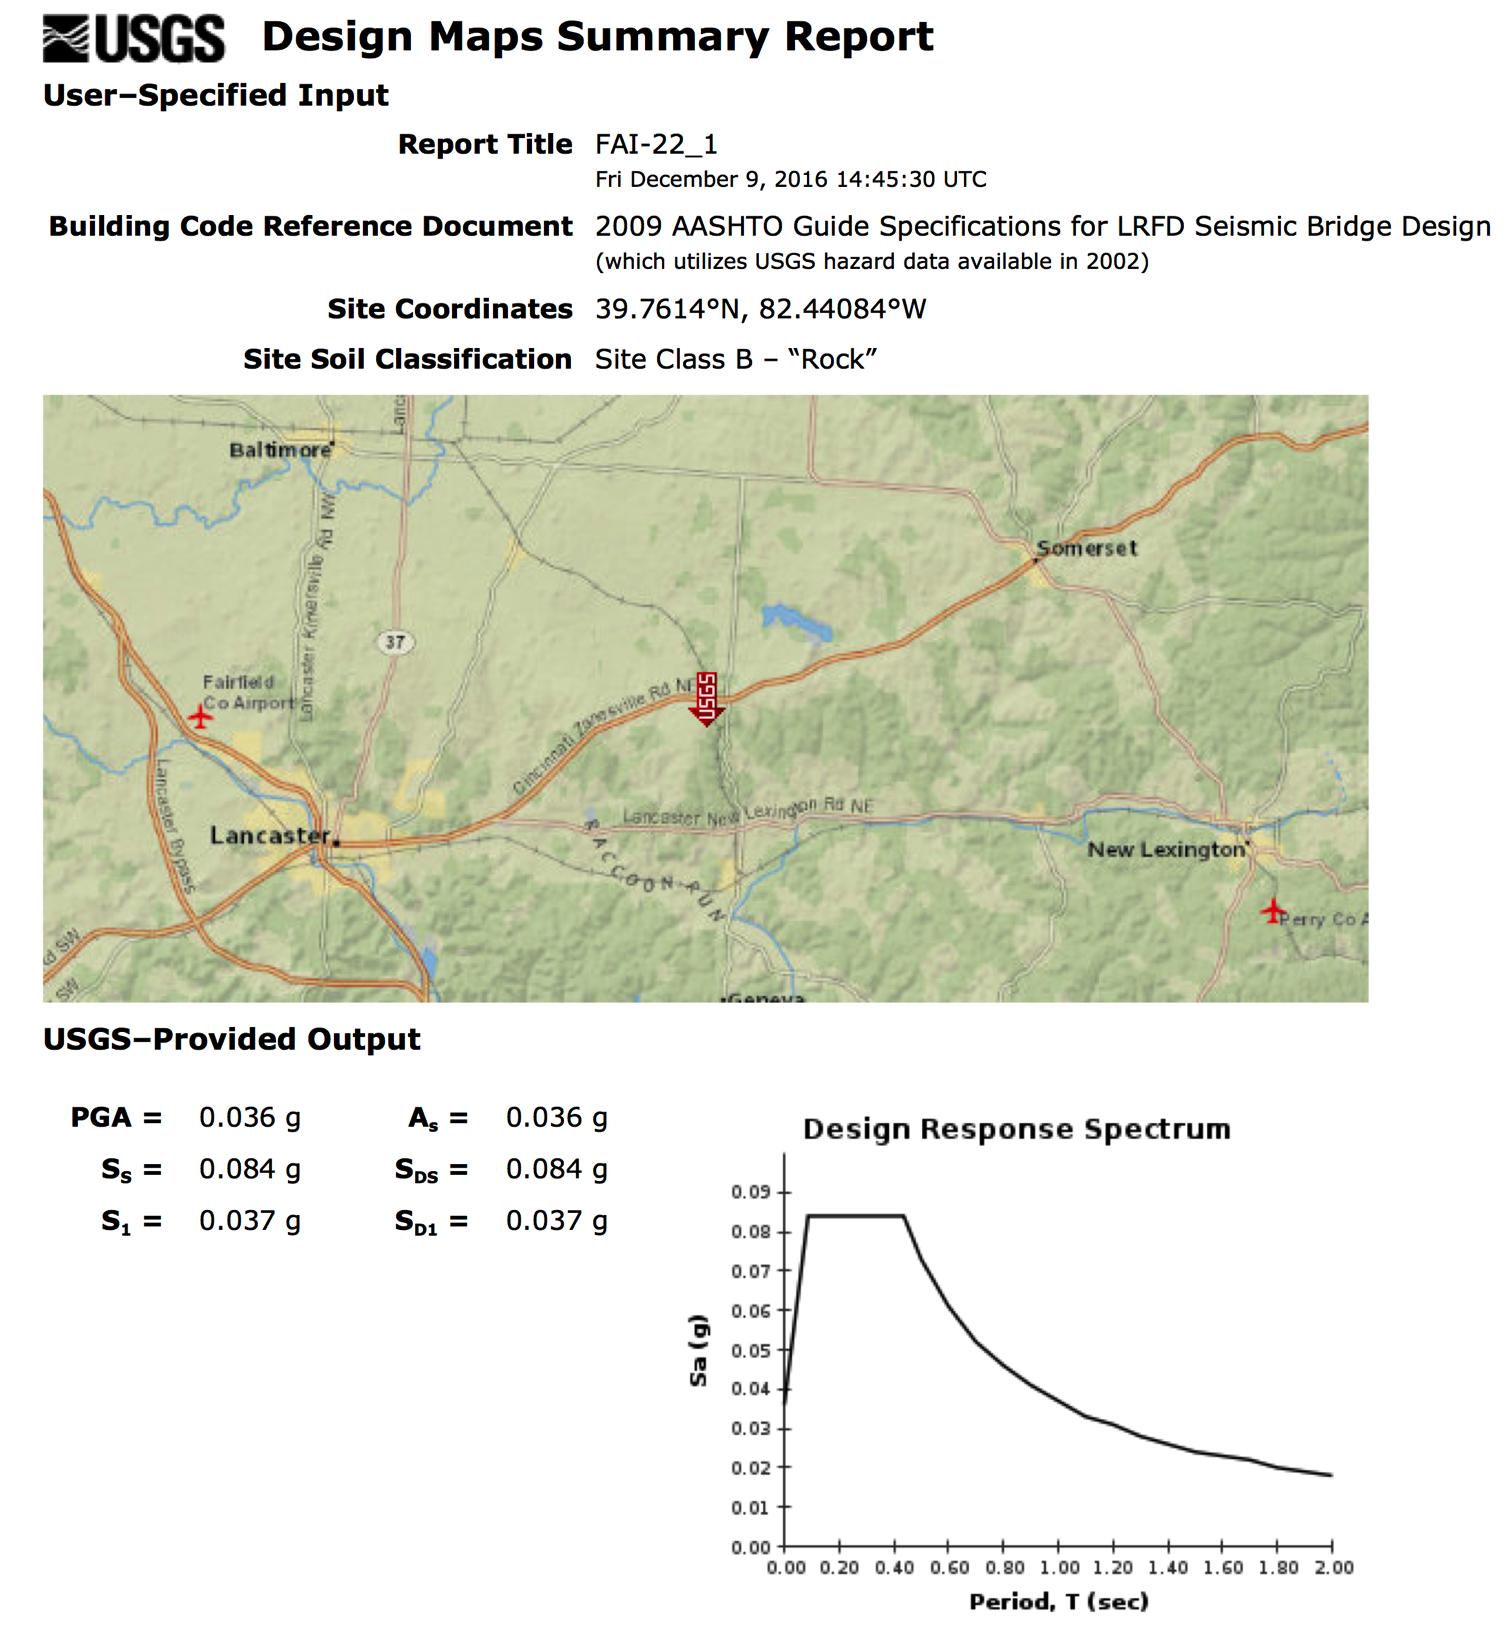 USGS Design Maps Summary Report
User–Specified Input
Report Title FAI-22_1
Fri December 9, 2016 14:45:30 UTC
Building Code Reference Document 2009 AASHTO Guide Specifications for LRFD Seismic Bridge Design
(which utilizes USGS hazard data available in 2002)
Site Coordinates 39.7614°N, 82.44084°W
Site Soil Classification Site Class B – “Rock”
Lanca
Baltimore
Lancaster Kirkersville Rd NW
Somerset
37
Fairfield
Co Airport
USGS
Cincinnati Zanesville Rd NE
Lancaster Bypass
Lancaster New Lexington Rd NE
Lancaster
RACCOON RUN
New Lexington
Perry Co A
d SW
SW
Geneva
USGS–Provided Output
PGA = 0.036 g As = 0.036 g
SS = 0.084 g SDS = 0.084 g
S1 = 0.037 g SD1 = 0.037 g
Design Response Spectrum
0.09
0.08
0.07
0.06
0.05
0.04
0.03
0.02
0.01
0.00
Sa (g)
0.00 0.20 0.40 0.60 0.80 1.00 1.20 1.40 1.60 1.80 2.00
Period, T (sec)